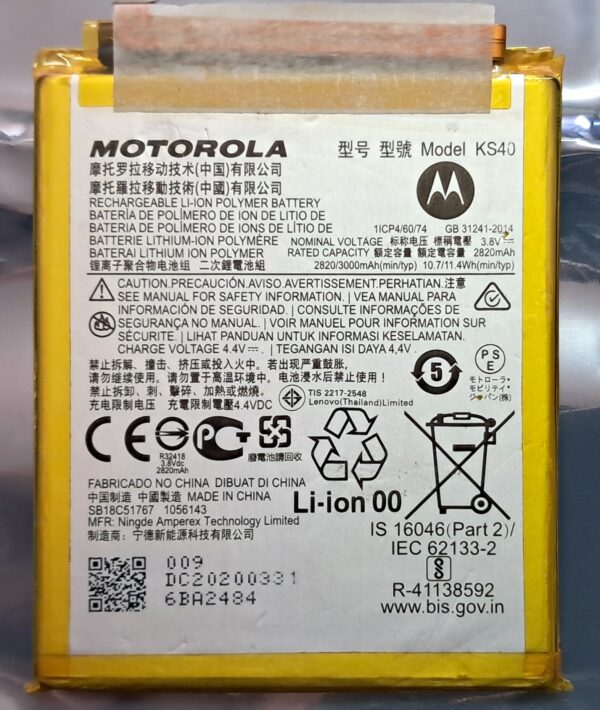 MOTOROLA
型号 型號 Model KS40
摩托罗拉移动技术(中国)有限公司
摩托羅拉移動技術(中國)有限公司
RECHARGEABLE LI-ION POLYMER BATTERY
BATERÍA DE POLÍMERO DE ION DE LITIO DE
BATERIA DE POLÍMERO DE ÍONS DE LÍTIO DE
BATTERIE LITHIUM-ION POLYMÈRE
BATERAI LITHIUM ION POLYMER
锂离子聚合物电池组 二次鋰電池組
1ICP4/60/74 GB 31241-2014
NOMINAL VOLTAGE 标称电压 標稱電壓 3.8V
RATED CAPACITY 额定容量 額定電容量 2820mAh
2820/3000mAh(min/typ) 10.7/11.4Wh(min/typ)
CAUTION.PRECAUCIÓN.AVISO.AVERTISSEMENT.PERHATIAN.注意
SEE MANUAL FOR SAFETY INFORMATION. | VEA MANUAL PARA
INFORMACIÓN DE SEGURIDAD. | CONSULTE INFORMAÇÕES DE
SEGURANÇA NO MANUAL. | VOIR MANUEL POUR INFORMATION SUR
SÉCURITE. | LIHAT PANDUAN UNTUK INFORMASI KESELAMATAN.
CHARGE VOLTAGE 4.4V . | TEGANGAN ISI DAYA 4,4V .
禁止拆解、撞击、挤压或投入火中。若出现严重鼓胀,
请勿继续使用。请勿置于高温环境中。电池浸水后禁止使用!
禁止拆卸、刺、擊碎、加熱或燃燒。
充电限制电压 充電限制電壓4.4VDC
TIS 2217-2548
Lenovo(Thailand)Limited
5
PS
E
モトローラ・
モビリティ・
ジャパン(株)
CE
R32418
3.8Vdc
2820mAh
廢電池請回收
FABRICADO NO CHINA DIBUAT DI CHINA
中国制造 中國製造 MADE IN CHINA
SB18C51767 1056143
MFR: Ningde Amperex Technology Limited
制造商: 宁德新能源科技有限公司
Li-ion 00
IS 16046(Part 2)/
IEC 62133-2
R-41138592
www.bis.gov.in
009
DC20200331
6BA2484